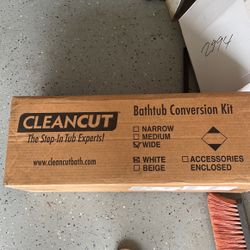 2994
CLEANCUT
The Step-In Tub Experts!
www.cleancutbath.com
Bathtub Conversion Kit
NARROW
MEDIUM
WIDE
WHITE
BEIGE
ACCESSORIES
ENCLOSED